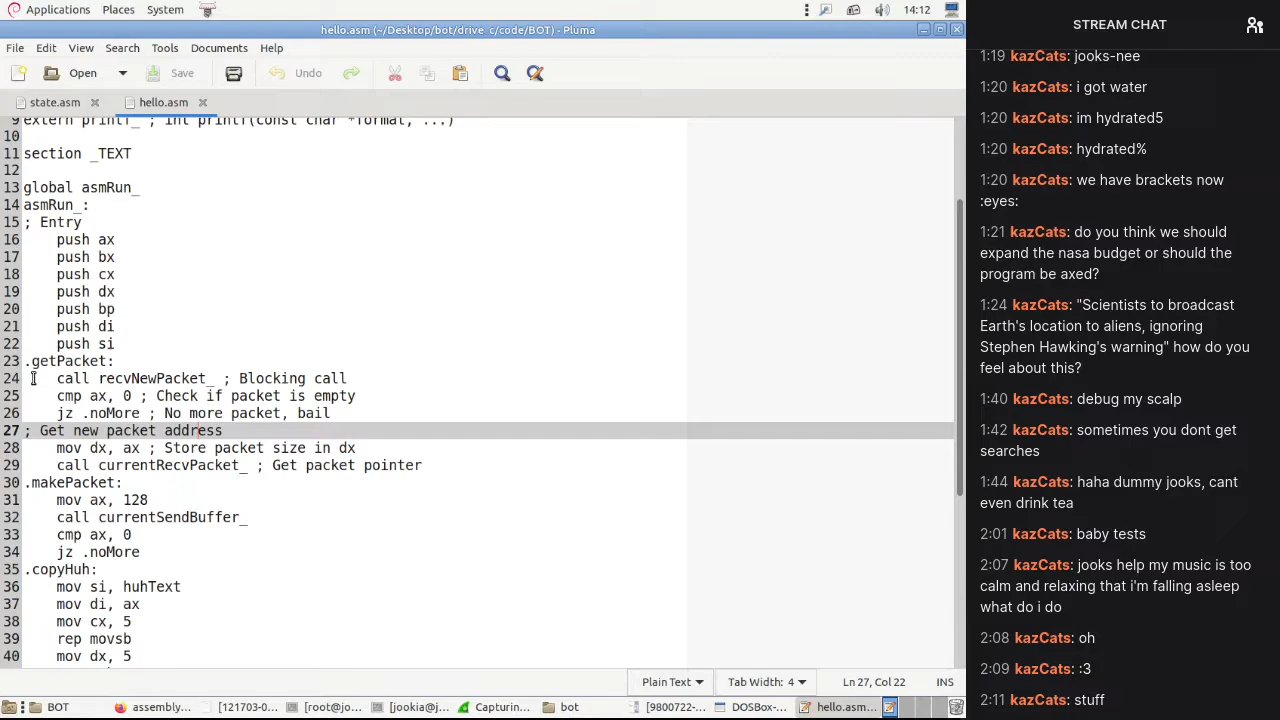 Applications Places System 14:12
hello.asm (~/Desktop/bot/drive_c/code/BOT) - Pluma
File Edit View Search Tools Documents Help
Open Save Undo
state.asm hello.asm
9 extern printf_ ; int printf(const char *format, ...)
10
11 section _TEXT
12
13 global asmRun_
14 asmRun_:
15 ; Entry
16 push ax
17 push bx
18 push cx
19 push dx
20 push bp
21 push di
22 push si
23 .getPacket:
24 call recvNewPacket_ ; Blocking call
25 cmp ax, 0 ; Check if packet is empty
26 jz .noMore ; No more packet, bail
27 ; Get new packet address
28 mov dx, ax ; Store packet size in dx
29 call currentRecvPacket_ ; Get packet pointer
30 .makePacket:
31 mov ax, 128
32 call currentSendBuffer_
33 cmp ax, 0
34 jz .noMore
35 .copyHuh:
36 mov si, huhText
37 mov di, ax
38 mov cx, 5
39 rep movsb
40 mov dx, 5
Plain Text Tab Width: 4 Ln 27, Col 22 INS
BOT assembly... [121703-0... [root@Joo... [jookia@j... Capturin... bot [9800722-... DOSBox-... hello.asm...
STREAM CHAT
1:19 kazCats: jooks-nee
1:20 kazCats: i got water
1:20 kazCats: im hydrated5
1:20 kazCats: hydrated%
1:20 kazCats: we have brackets now
:eyes:
1:21 kazCats: do you think we should
expand the nasa budget or should the
program be axed?
1:24 kazCats: "Scientists to broadcast
Earth's location to aliens, ignoring
Stephen Hawking's warning" how do you
feel about this?
1:40 kazCats: debug my scalp
1:42 kazCats: sometimes you dont get
searches
1:44 kazCats: haha dummy jooks, cant
even drink tea
2:01 kazCats: baby tests
2:07 kazCats: jooks help my music is too
calm and relaxing that i'm falling asleep
what do i do
2:08 kazCats: oh
2:09 kazCats: :3
2:11 kazCats: stuff